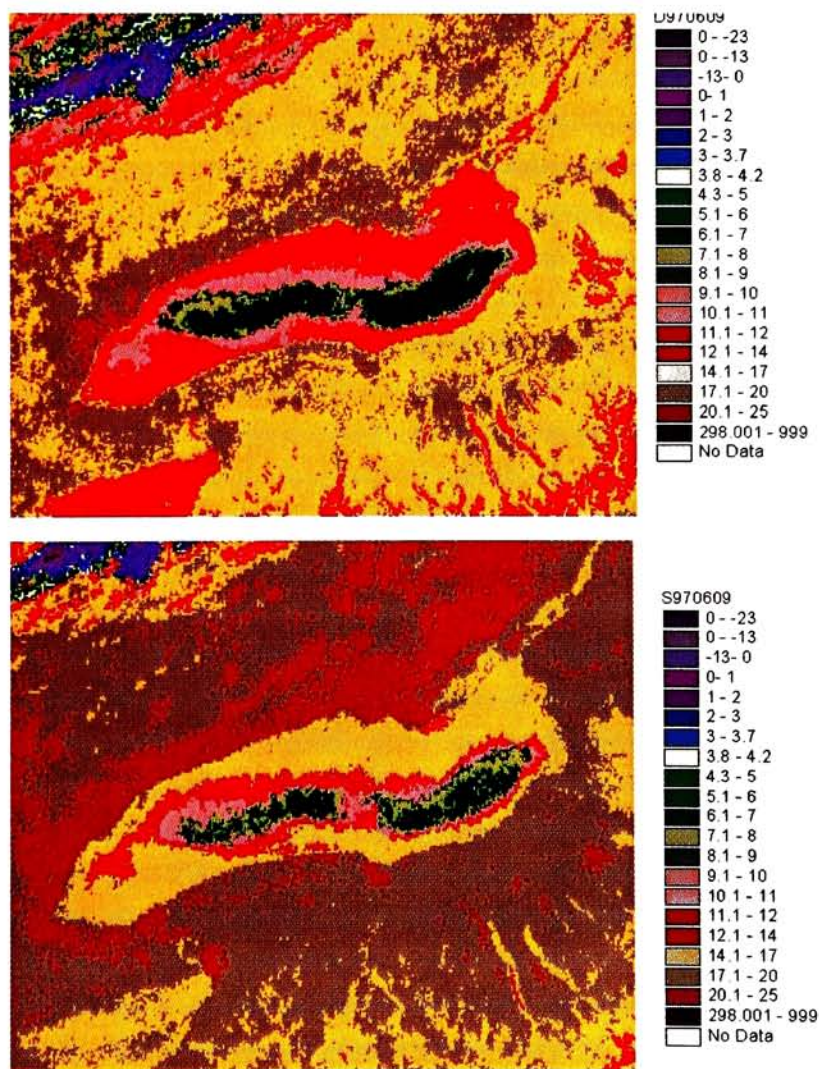 D970609
0 - -23
0 - -13
-13- 0
0- 1
1 - 2
2 - 3
3 - 3.7
3.8 - 4.2
4.3 - 5
5.1 - 6
6.1 - 7
7.1 - 8
8.1 - 9
9.1 - 10
10.1 - 11
11.1 - 12
12.1 - 14
14.1 - 17
17.1 - 20
20.1 - 25
298.001 - 999
No Data
S970609
0 - -23
0 - -13
-13- 0
0- 1
1 - 2
2 - 3
3 - 3.7
3.8 - 4.2
4.3 - 5
5.1 - 6
6.1 - 7
7.1 - 8
8.1 - 9
9.1 - 10
10.1 - 11
11.1 - 12
12.1 - 14
14.1 - 17
17.1 - 20
20.1 - 25
298.001 - 999
No Data